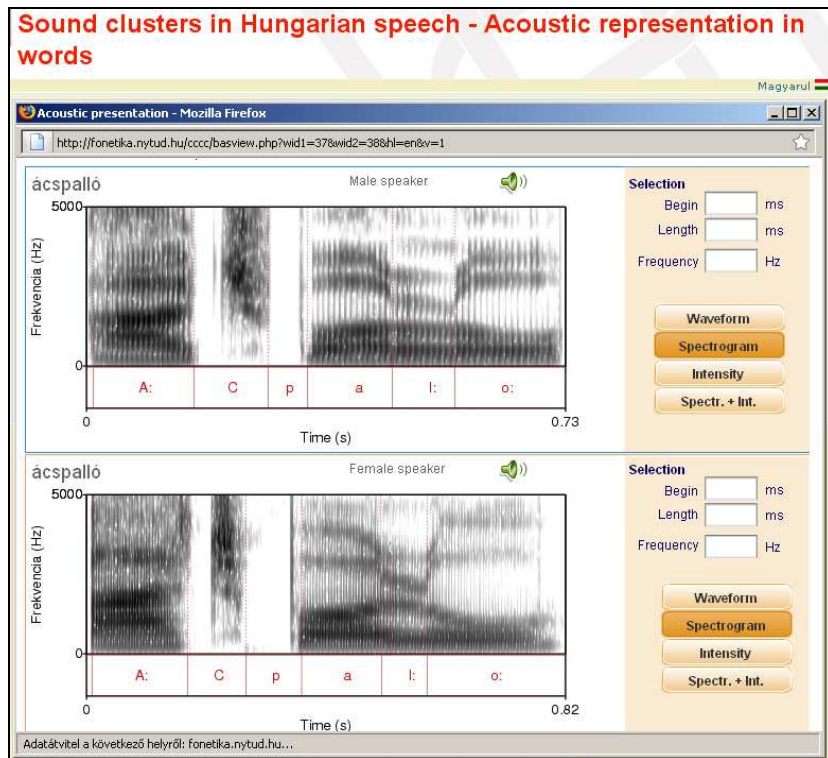 Sound clusters in Hungarian speech - Acoustic representation in
words
Magyarul
Acoustic presentation - Mozilla Firefox
http://fonetika.nytud.hu/cccc/basview.php?wid1=37&wid2=38&hl=en&v=1
ácspalló
Male speaker
5000
Frekvencia (Hz)
0
A: C p a l: o:
0 0.73
Time (s)
Selection
Begin ms
Length ms
Frequency Hz
Waveform
Spectrogram
Intensity
Spectr. + Int.
ácspalló
Female speaker
5000
Frekvencia (Hz)
0
A: C p a l: o:
0 0.82
Time (s)
Selection
Begin ms
Length ms
Frequency Hz
Waveform
Spectrogram
Intensity
Spectr. + Int.
Adatátvitel a következő helyről: fonetika.nytud.hu...